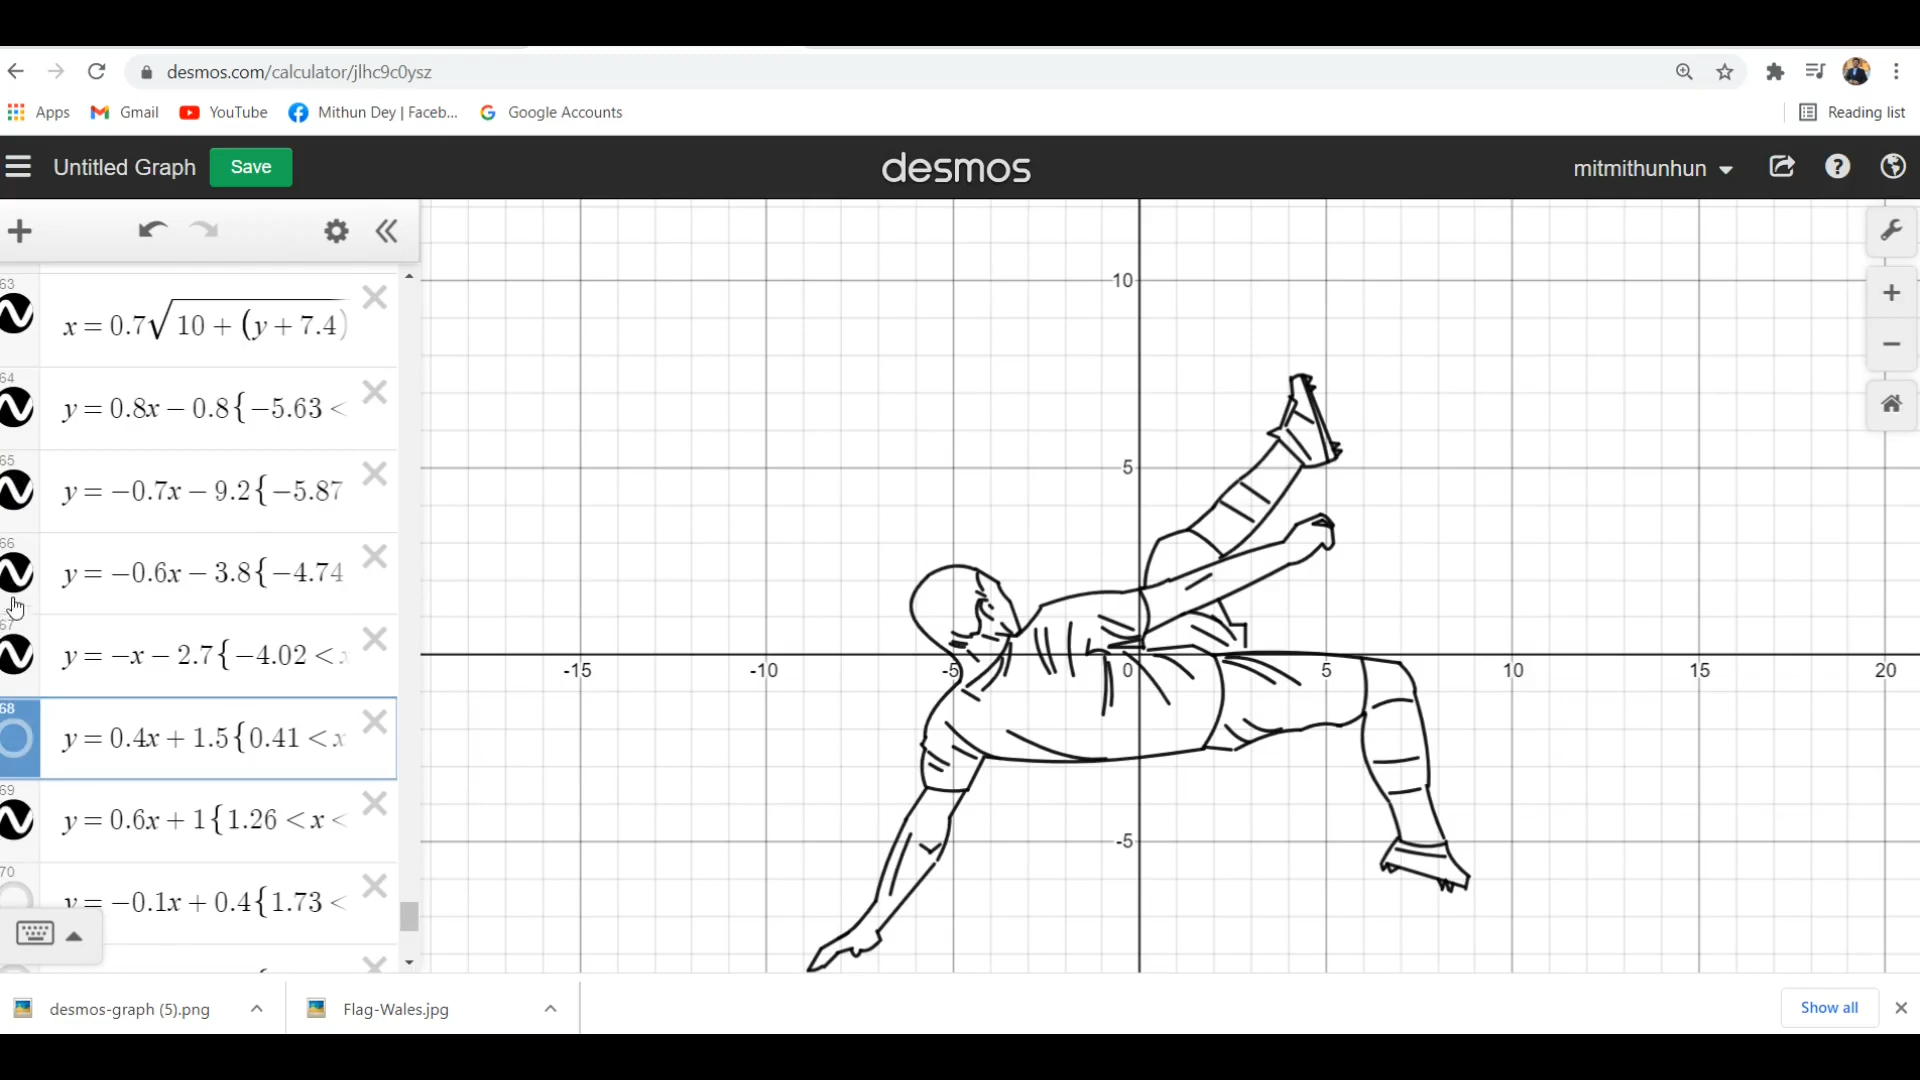 desmos.com/calculator/jlhc9c0ysz
Apps Gmail YouTube Mithun Dey | Faceb... Google Accounts Reading list
Untitled Graph Save desmos mitmithunhun
63
x = 0.7√10 + (y + 7.4)
64
y = 0.8x − 0.8{−5.63 <
65
y = −0.7x − 9.2{−5.87
66
y = −0.6x − 3.8{−4.74
67
y = −x − 2.7{−4.02 < x
68
y = 0.4x + 1.5{0.41 < x
69
y = 0.6x + 1{1.26 < x <
70
y = −0.1x + 0.4{1.73 <
10
5
-15 -10 -5 0 5 10 15 20
-5
desmos-graph (5).png Flag-Wales.jpg Show all